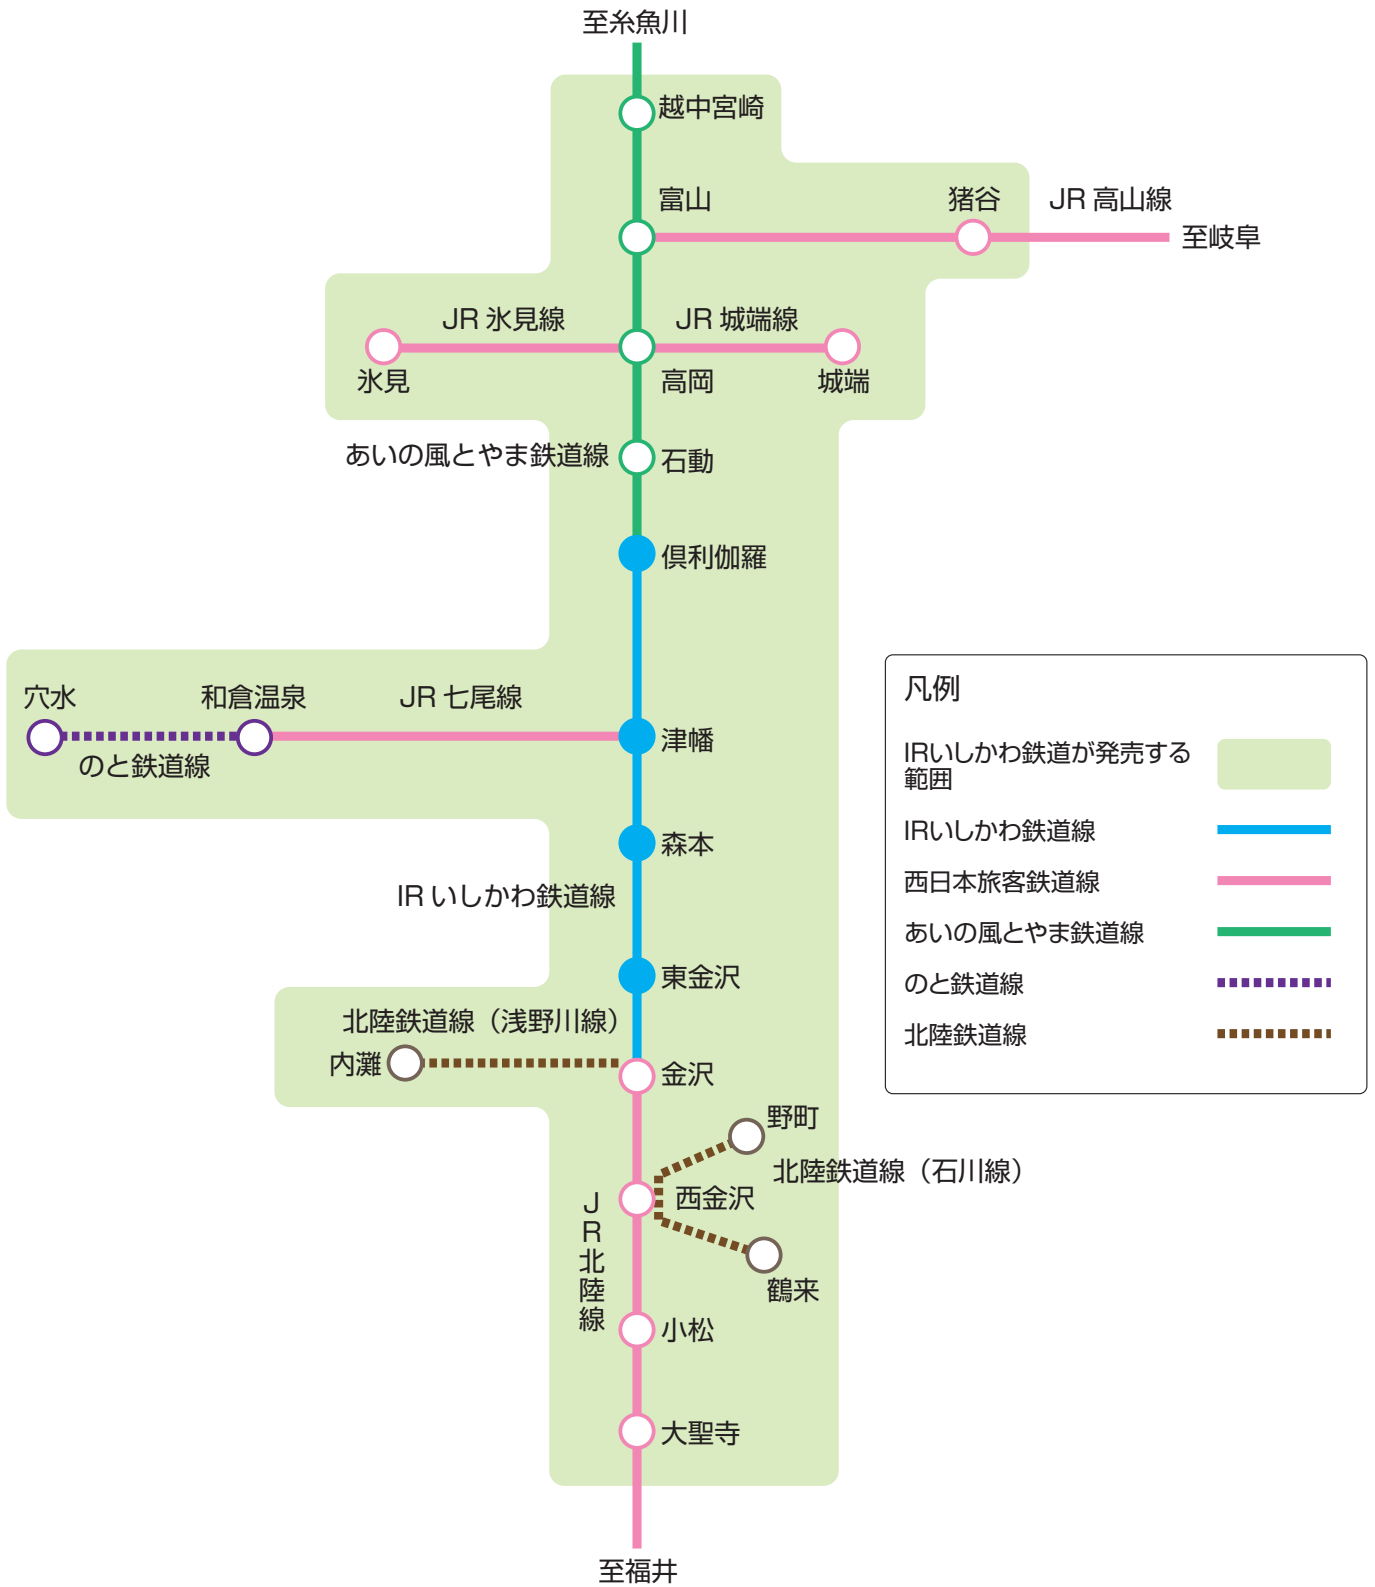 至糸魚川
越中宮崎
富山
猪谷
JR 高山線
至岐阜
JR 氷見線
JR 城端線
氷見
高岡
城端
あいの風とやま鉄道線
石動
倶利伽羅
穴水
和倉温泉
JR 七尾線
津幡
のと鉄道線
森本
IR いしかわ鉄道線
東金沢
北陸鉄道線（浅野川線）
内灘
金沢
野町
北陸鉄道線（石川線）
西金沢
JR北陸線
鶴来
小松
大聖寺
至福井
凡例
IRいしかわ鉄道が発売する
範囲
IRいしかわ鉄道線
西日本旅客鉄道線
あいの風とやま鉄道線
のと鉄道線
北陸鉄道線